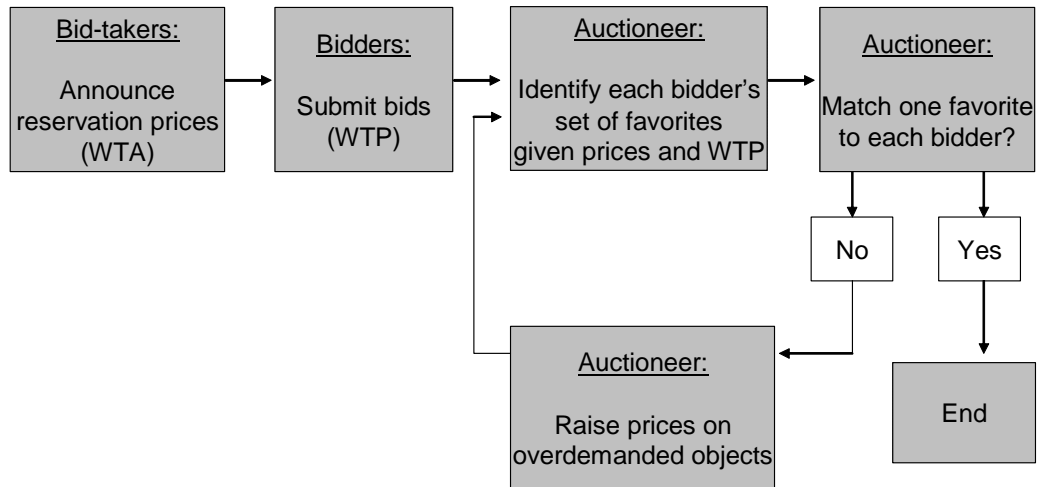 Bid-takers:
Announce
reservation prices
(WTA)
Bidders:
Submit bids
(WTP)
Auctioneer:
Identify each bidder's
set of favorites
given prices and WTP
Auctioneer:
Match one favorite
to each bidder?
No
Yes
Auctioneer:
Raise prices on
overdemanded objects
End